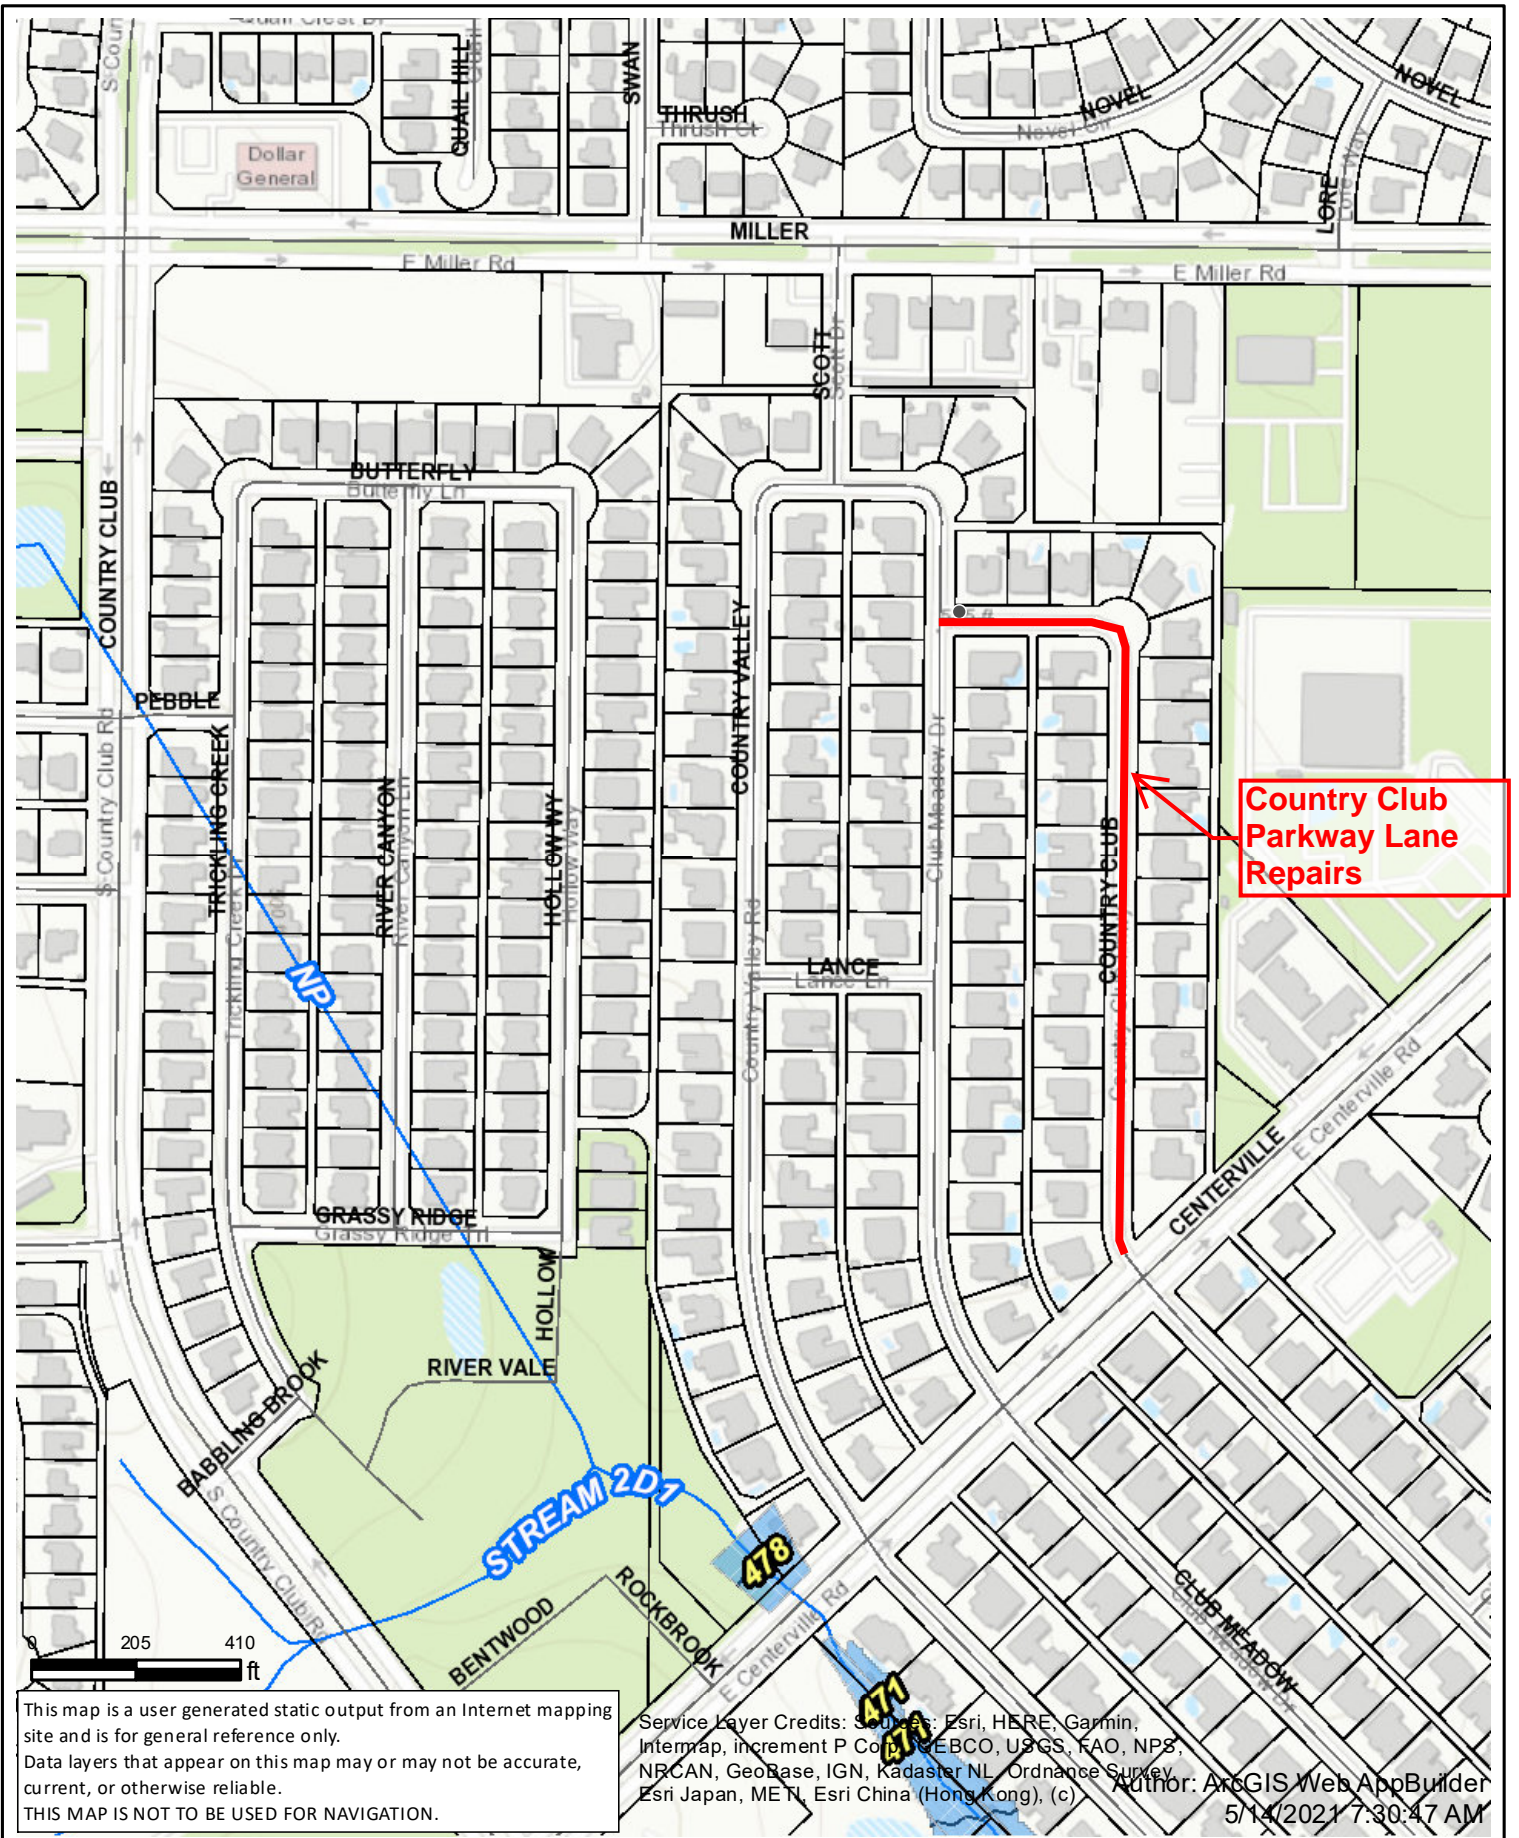 Quail Crest Dr
S Coun
QUAIL HILL
Quail
SWAN
THRUSH
Thrush Ct
NOVEL
Novel Cir
NOVEL
LORE
Lore Way
Dollar
General
MILLER
E Miller Rd
E Miller Rd
SCOTT
Scott Dr
BUTTERFLY
Butterfly Ln
COUNTRY CLUB
S Country Club Rd
PEBBLE
TRICKLING CREEK
Trickling Creek
RIVER CANYON
River Canyon Ln
HOLLOW WY
Hollow Way
COUNTRY VALLEY
Country Valley Rd
Club Meadow Dr
LANCE
Lance Ln
COUNTRY CLUB
Country Club
Country Club
Parkway Lane
Repairs
NP
GRASSY RIDGE
Grassy Ridge Trl
HOLLOW
RIVER VALE
CENTERVILLE
E Centerville Rd
BABBLING BROOK
S Country Club Rd
STREAM 2D1
478
BENTWOOD
ROCKBROOK
E Centerville Rd
CLUB MEADOW
Club Meadow Dr
471
471
0 205 410
ft
This map is a user generated static output from an Internet mapping
site and is for general reference only.
Data layers that appear on this map may or may not be accurate,
current, or otherwise reliable.
THIS MAP IS NOT TO BE USED FOR NAVIGATION.
Service Layer Credits: Sources: Esri, HERE, Garmin,
Intermap, increment P Corp., GEBCO, USGS, FAO, NPS,
NRCAN, GeoBase, IGN, Kadaster NL, Ordnance Survey,
Esri Japan, METI, Esri China (Hong Kong), (c)
Author: ArcGIS Web AppBuilder
5/14/2021 7:30:47 AM